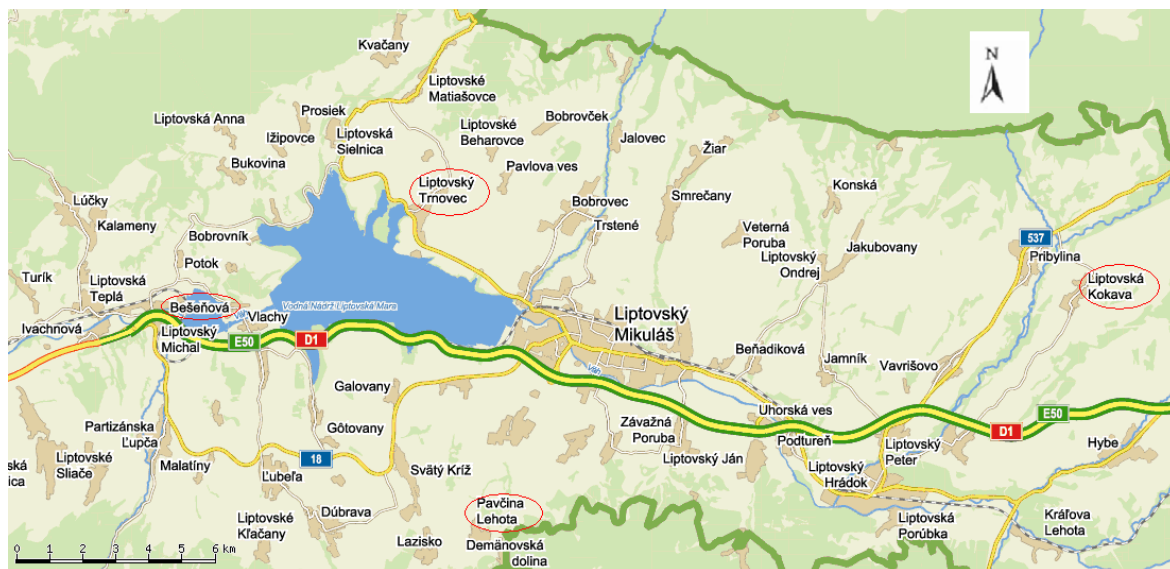 Kvačany
N
Liptovské
Matiašovce
Prosiek
Liptovská Anna
Ižipovce
Liptovská
Sielnica
Liptovské
Beharovce
Bobrovček
Jalovec
Žiar
Bukovina
Pavlova ves
Liptovský
Trnovec
Smrečany
Konská
Lúčky
Kalameny
Bobrovec
Trstené
Bobrovník
Veterná
Poruba
Jakubovany
537
Pribylina
Potok
Liptovský
Ondrej
Turík
Liptovská
Teplá
Liptovská
Kokava
Bešeňová
Vodná Nádrž Liptovská Mara
Vlachy
Ivachnová
Liptovský
Michal
E50
D1
Liptovský
Mikuláš
Beňadiková
Jamník
Vavrišovo
Váh
Galovany
Uhorská ves
E50
D1
Partizánska
Ľupča
Gôtovany
Závažná
Poruba
Podtureň
Liptovský
Peter
Hybe
Liptovské
Sliače
ská
ica
Malatíny
18
Ľubeľa
Svätý Kríž
Liptovský Ján
Liptovský
Hrádok
Pavčina
Lehota
Dúbrava
Liptovské
Kľačany
Lazisko
Demänovská
dolina
Liptovská
Porúbka
Kráľova
Lehota
0 1 2 3 4 5 6 km